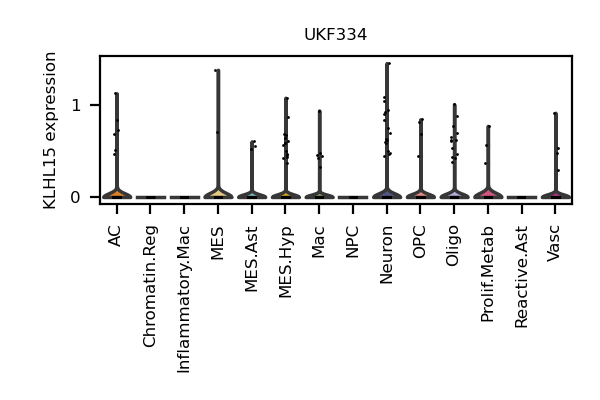 UKF334
KLHL15 expression
1
0
AC
Chromatin.Reg
Inflammatory.Mac
MES
MES.Ast
MES.Hyp
Mac
NPC
Neuron
OPC
Oligo
Prolif.Metab
Reactive.Ast
Vasc